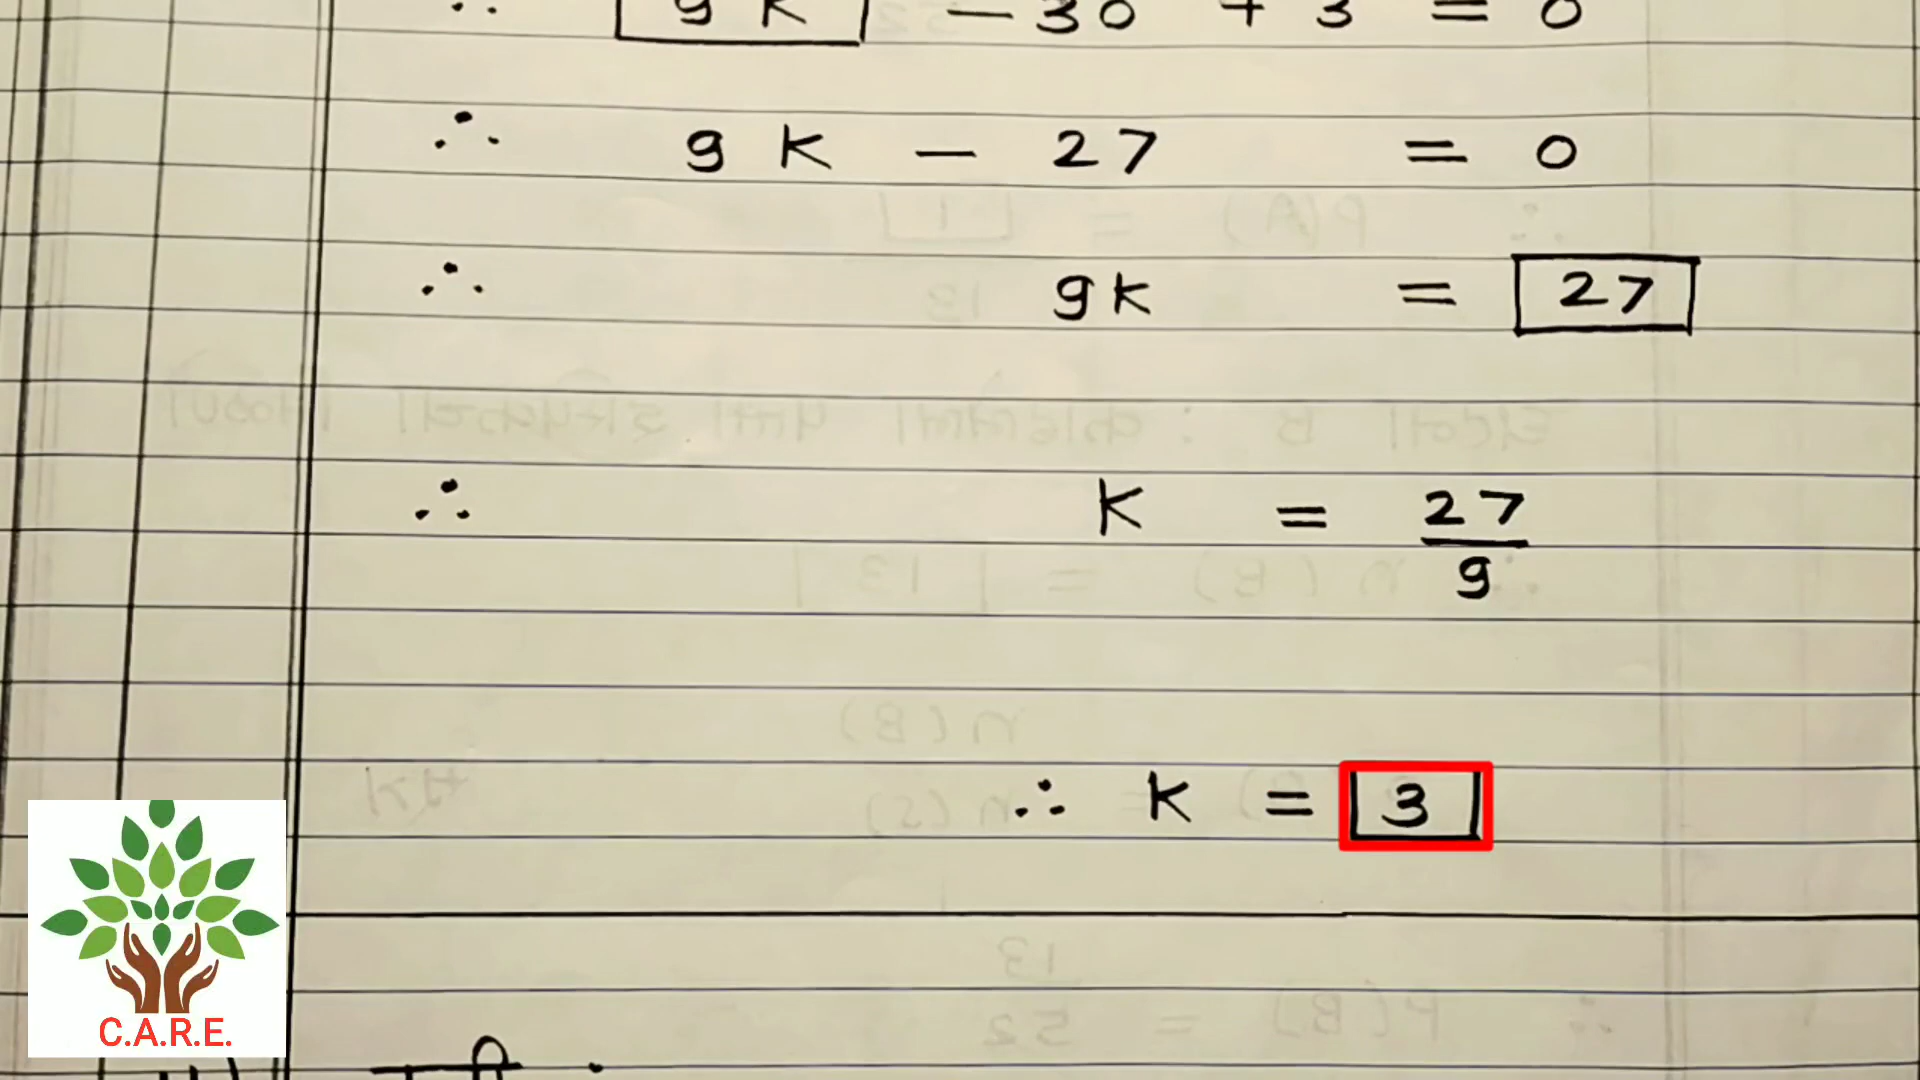 ∴ 9K - 30 + 3 = 0
∴ 9K - 27 = 0
∴ 9K = 27
∴ K = 27/9
∴ K = 3
C.A.R.E.